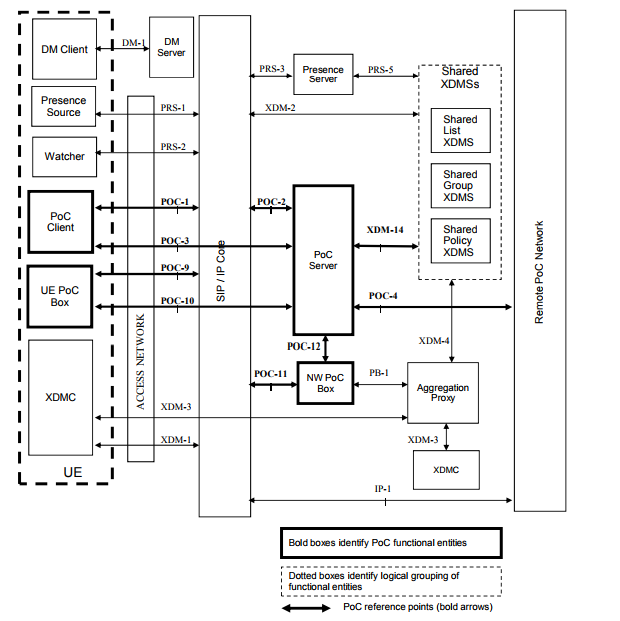 DM Client
DM-1
DM
Server
Presence
Source
PRS-1
Watcher
PRS-2
PoC
Client
POC-1
POC-3
UE PoC
Box
POC-9
POC-10
XDMC
XDM-3
XDM-1
UE
ACCESS NETWORK
SIP / IP Core
PRS-3
Presence
Server
PRS-5
XDM-2
Shared
XDMSs
Shared
List
XDMS
Shared
Group
XDMS
Shared
Policy
XDMS
POC-2
PoC
Server
XDM-14
POC-4
POC-12
XDM-4
POC-11
NW PoC
Box
PB-1
Aggregation
Proxy
XDM-3
XDMC
IP-1
Remote PoC Network
Bold boxes identify PoC functional entities
Dotted boxes identify logical grouping of
functional entities
PoC reference points (bold arrows)